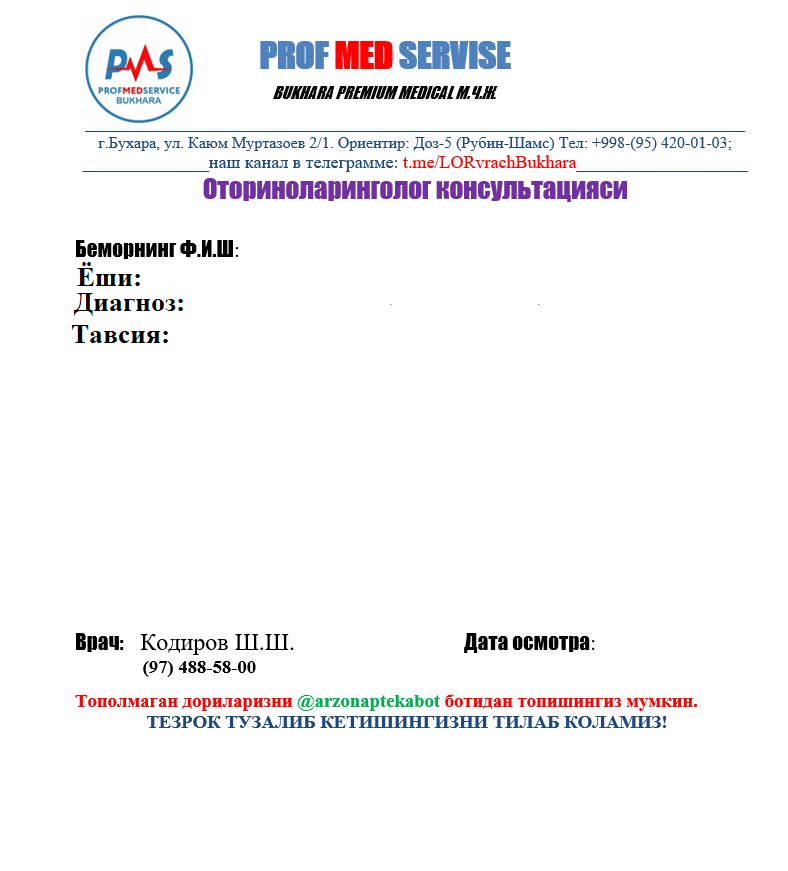 PMS
PROFMEDSERVICE
BUKHARA
PROF MED SERVISE
BUKHARA PREMIUM MEDICAL М.Ч.Ж
г.Бухара, ул. Каюм Муртазоев 2/1. Ориентир: Доз-5 (Рубин-Шамс) Тел: +998-(95) 420-01-03;
наш канал в телеграмме: t.me/LORvrachBukhara
Оториноларинголог консультацияси
Беморнинг Ф.И.Ш:
Ёши:
Диагноз:
Тавсия:
Врач: Кодиров Ш.Ш. Дата осмотра:
(97) 488-58-00
Тополмаган дориларизни @arzonaptekabot ботидан топишингиз мумкин.
ТЕЗРОК ТУЗАЛИБ КЕТИШИНГИЗНИ ТИЛАБ КОЛАМИЗ!